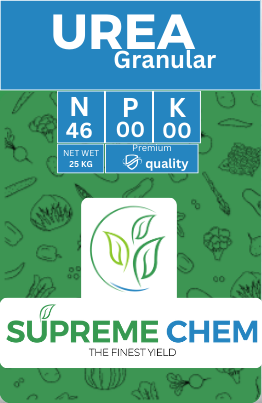 UREA
Granular
N P K
46 00 00
NET WET
25 KG
Premium
quality
SUPREME CHEM
THE FINEST YIELD